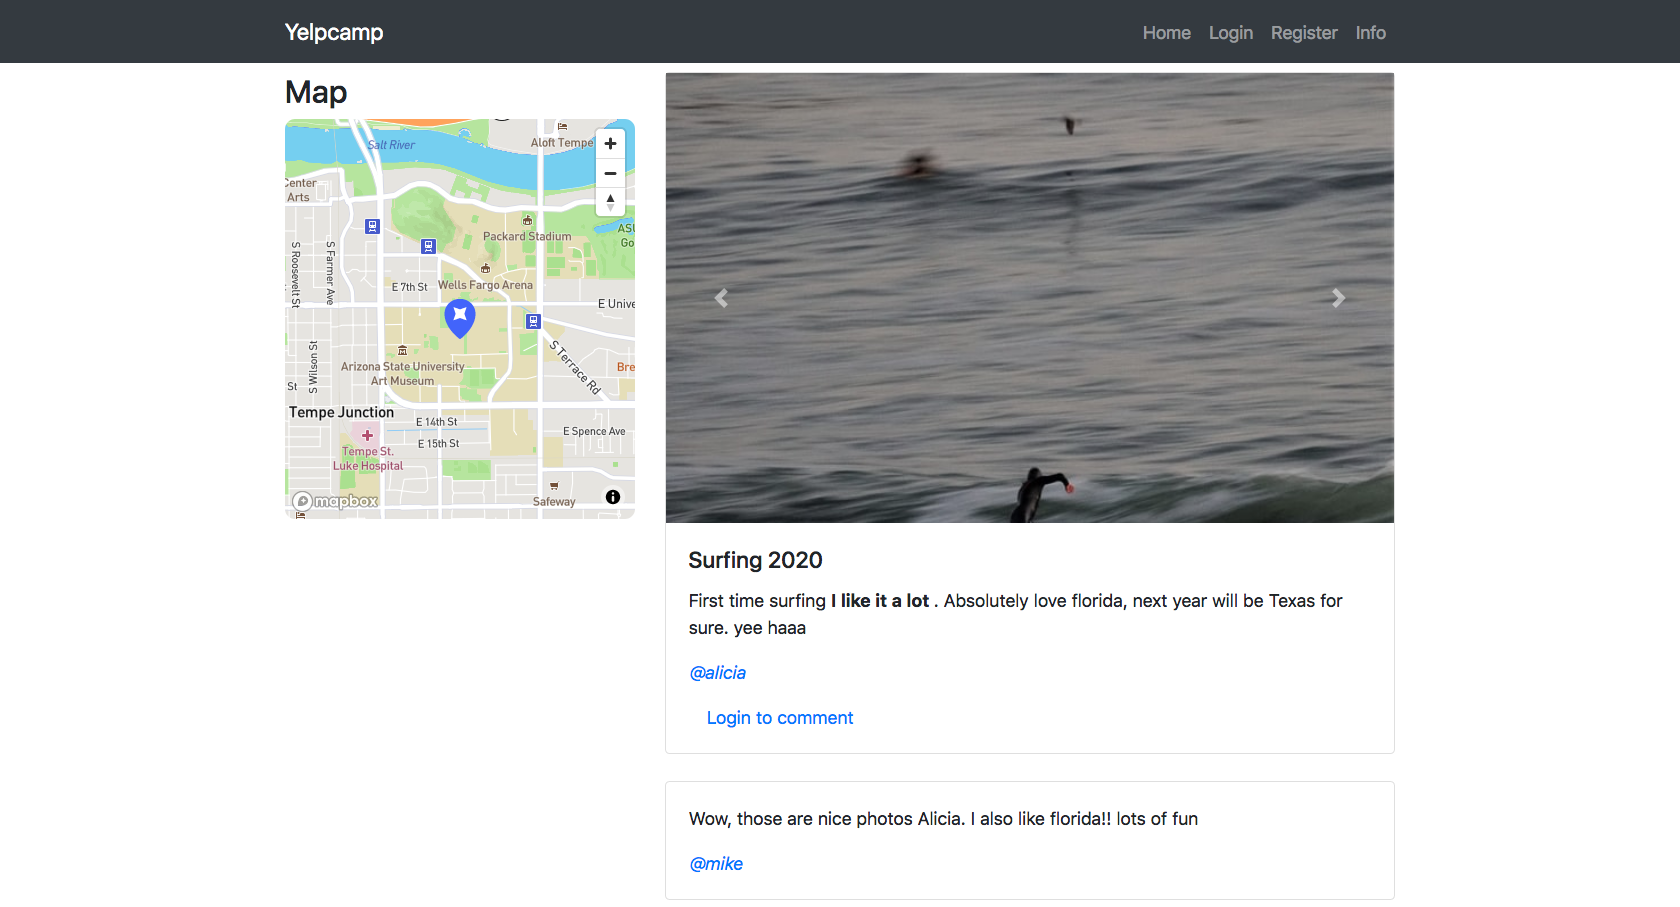 Yelpcamp
Home Login Register Info
Map
Salt River
Aloft Tempe
Center
Arts
Packard Stadium
ASU
Go
S Roosevelt St
S Farmer Ave
E 7th St
Wells Fargo Arena
E Unive
S Wilson St
S Terrace Rd
Arizona State University
Art Museum
Bre
St
Tempe Junction
E 14th St
E 15th St
E Spence Ave
Tempe St.
Luke Hospital
Safeway
mapbox
Surfing 2020
First time surfing I like it a lot . Absolutely love florida, next year will be Texas for
sure. yee haaa
@alicia
Login to comment
Wow, those are nice photos Alicia. I also like florida!! lots of fun
@mike